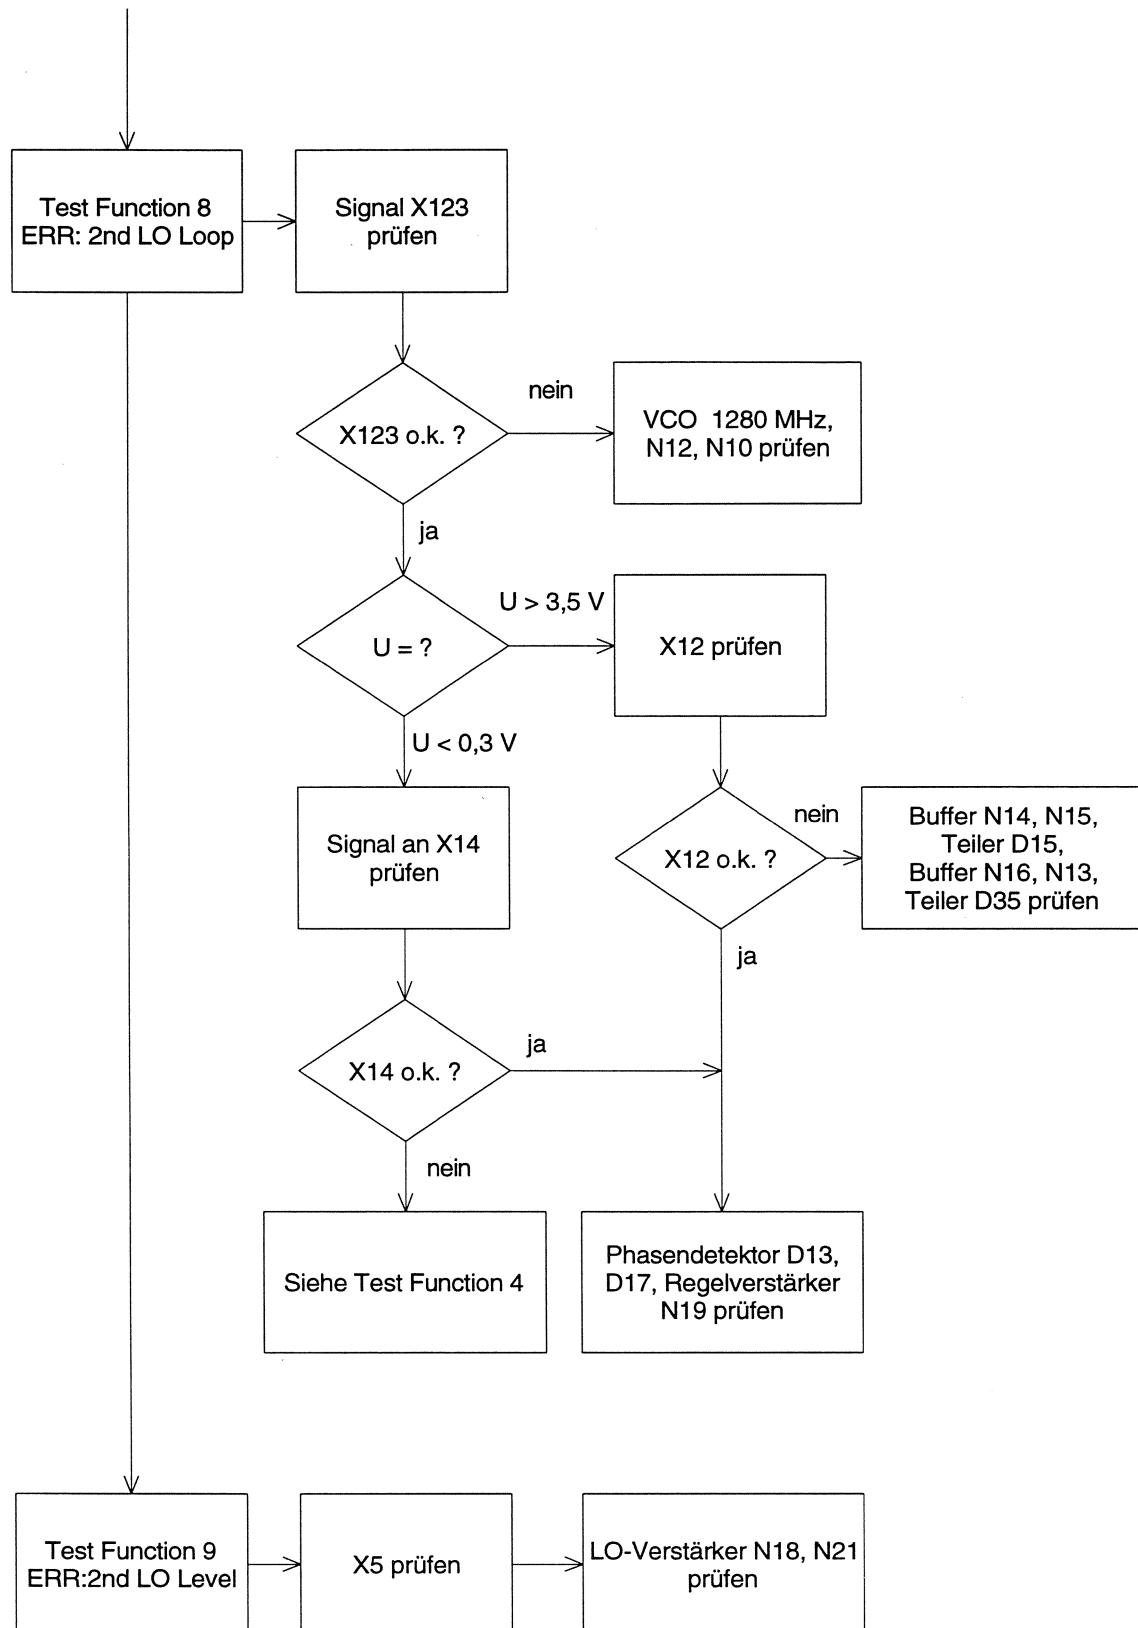 Test Function 8
ERR: 2nd LO Loop
Signal X123
prüfen
X123 o.k. ?
nein
VCO  1280 MHz,
N12, N10 prüfen
ja
U = ?
U > 3,5 V
X12 prüfen
U < 0,3 V
Signal an X14
prüfen
X12 o.k. ?
nein
Buffer N14, N15,
Teiler D15,
Buffer N16, N13,
Teiler D35 prüfen
ja
X14 o.k. ?
ja
nein
Siehe Test Function 4
Phasendetektor D13,
D17, Regelverstärker
N19 prüfen
Test Function 9
ERR:2nd LO Level
X5 prüfen
LO-Verstärker N18, N21
prüfen